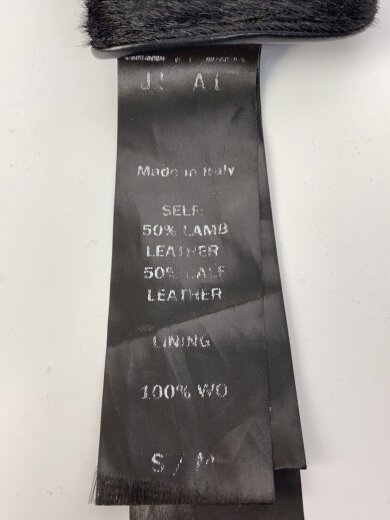 Made in Italy
SELF:
50% LAMB
LEATHER
50% CALF
LEATHER
LINING
100% WO
S / M